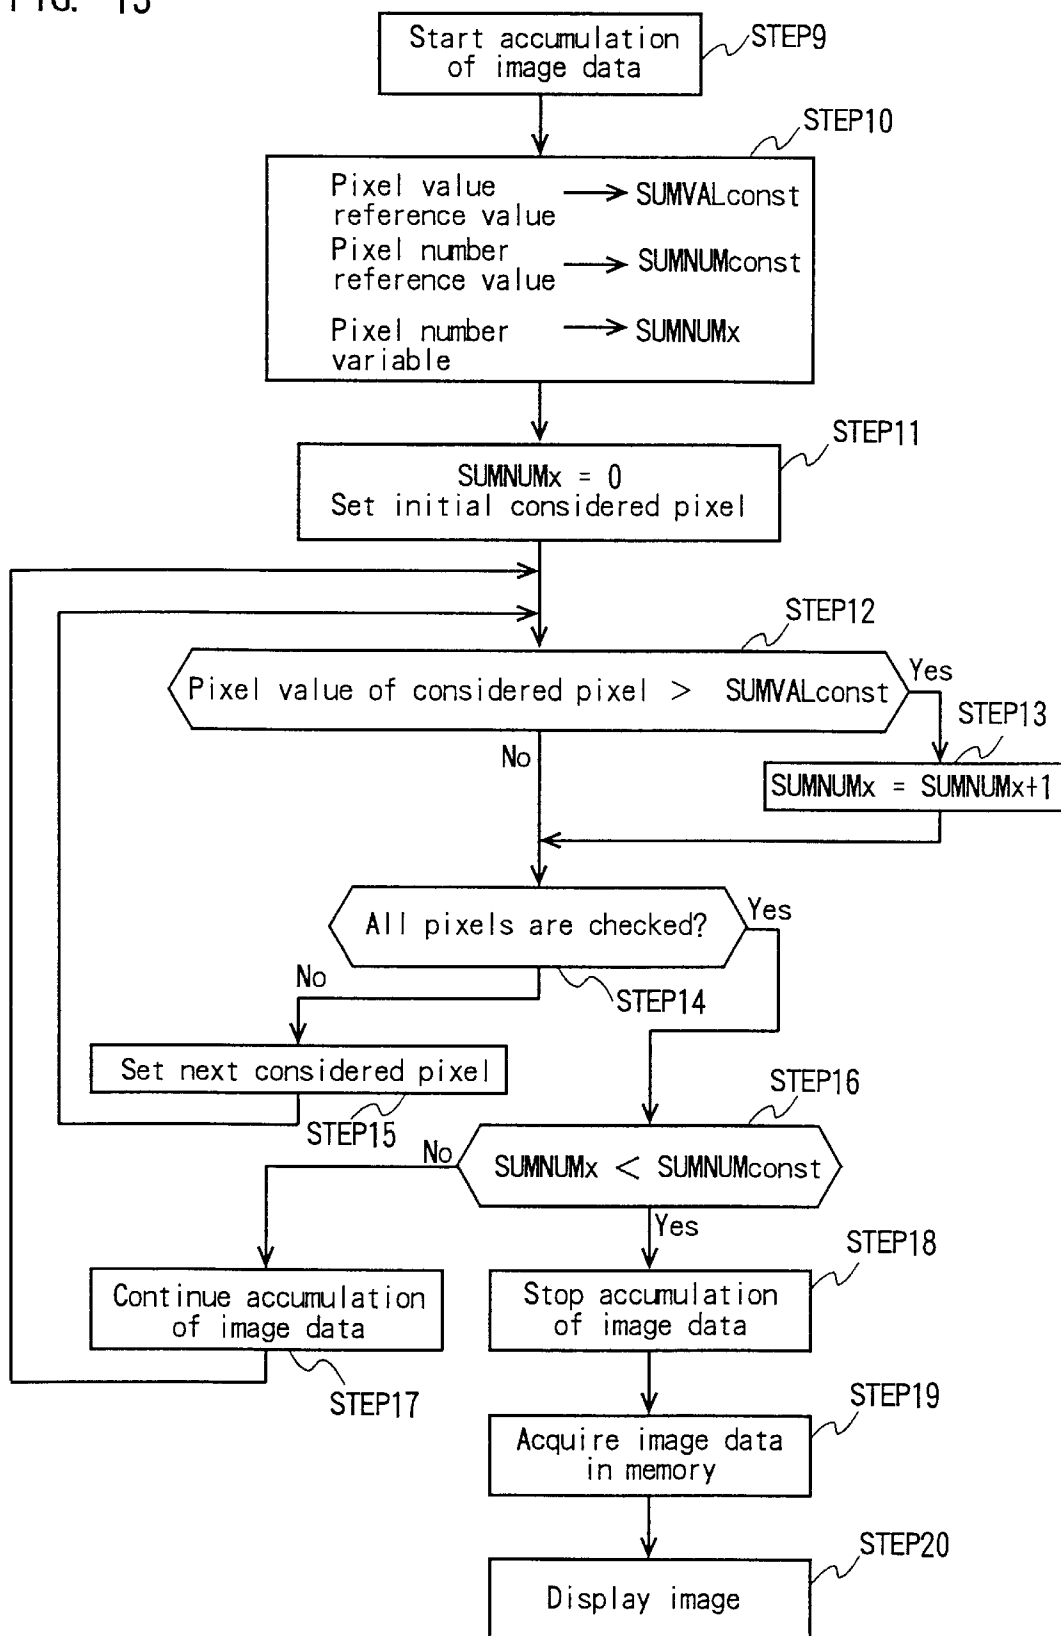 FIG. 13
Start accumulation
of image data
STEP9
STEP10
Pixel value
reference value
SUMVALconst
Pixel number
reference value
SUMNUMconst
Pixel number
variable
SUMNUMx
STEP11
SUMNUMx = 0
Set initial considered pixel
STEP12
Pixel value of considered pixel > SUMVALconst
Yes
No
STEP13
SUMNUMx = SUMNUMx+1
All pixels are checked?
Yes
No
STEP14
Set next considered pixel
STEP15
STEP16
SUMNUMx < SUMNUMconst
No
Yes
Continue accumulation
of image data
STEP17
STEP18
Stop accumulation
of image data
STEP19
Acquire image data
in memory
STEP20
Display image